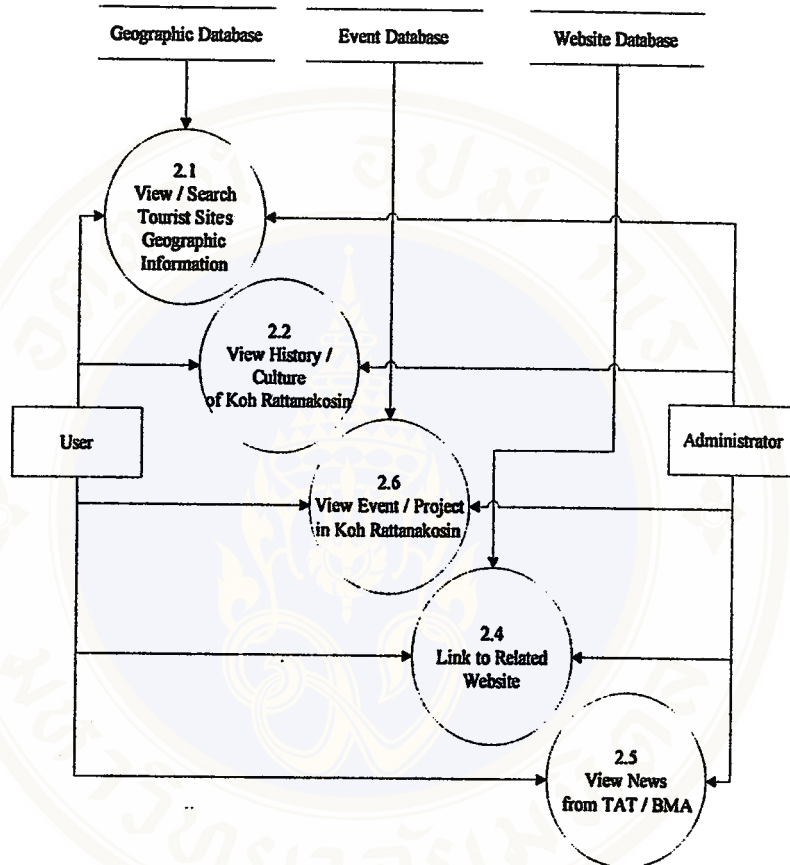 Geographic Database
Event Database
Website Database
2.1
View / Search
Tourist Sites
Geographic
Information
2.2
View History /
Culture
of Koh Rattanakosin
User
Administrator
2.6
View Event / Project
in Koh Rattanakosin
2.4
Link to Related
Website
2.5
View News
from TAT / BMA